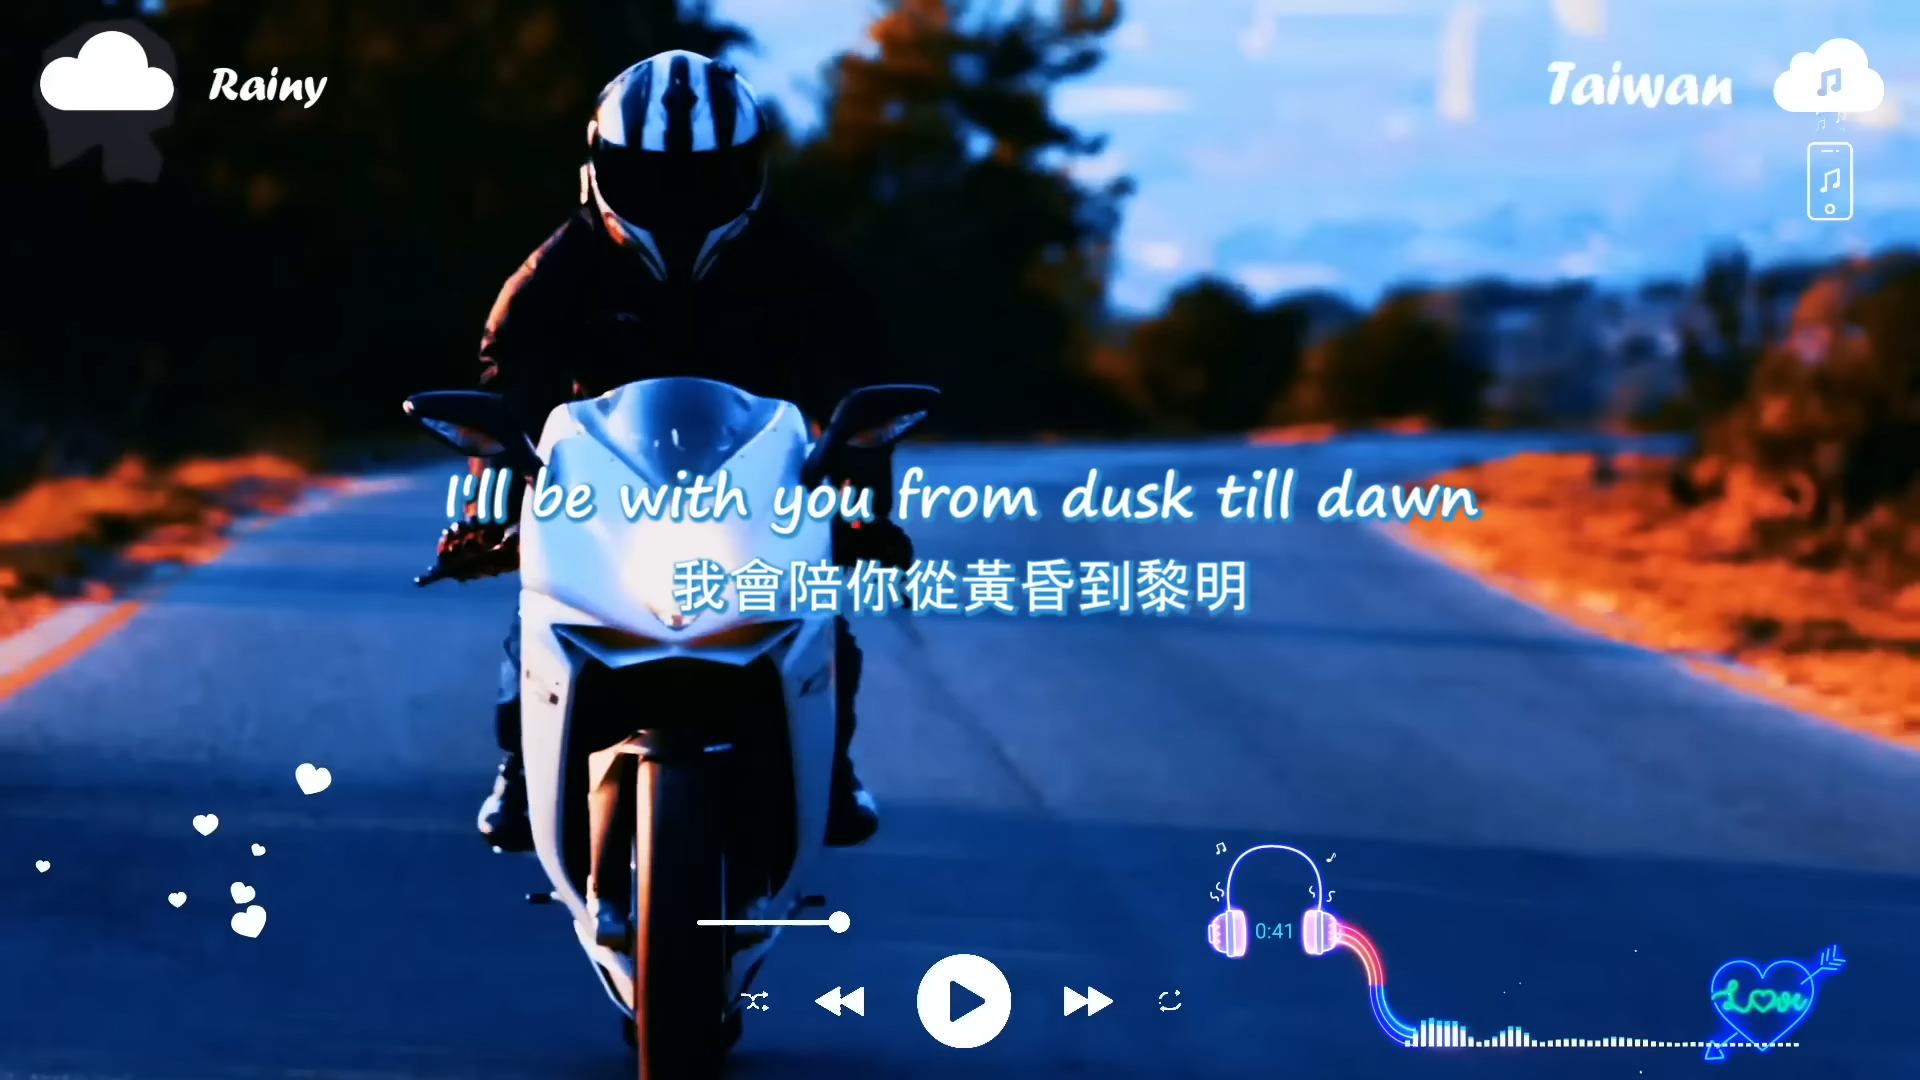 Rainy
Taiwan
I'll be with you from dusk till dawn
我會陪你從黃昏到黎明
0:41
Love